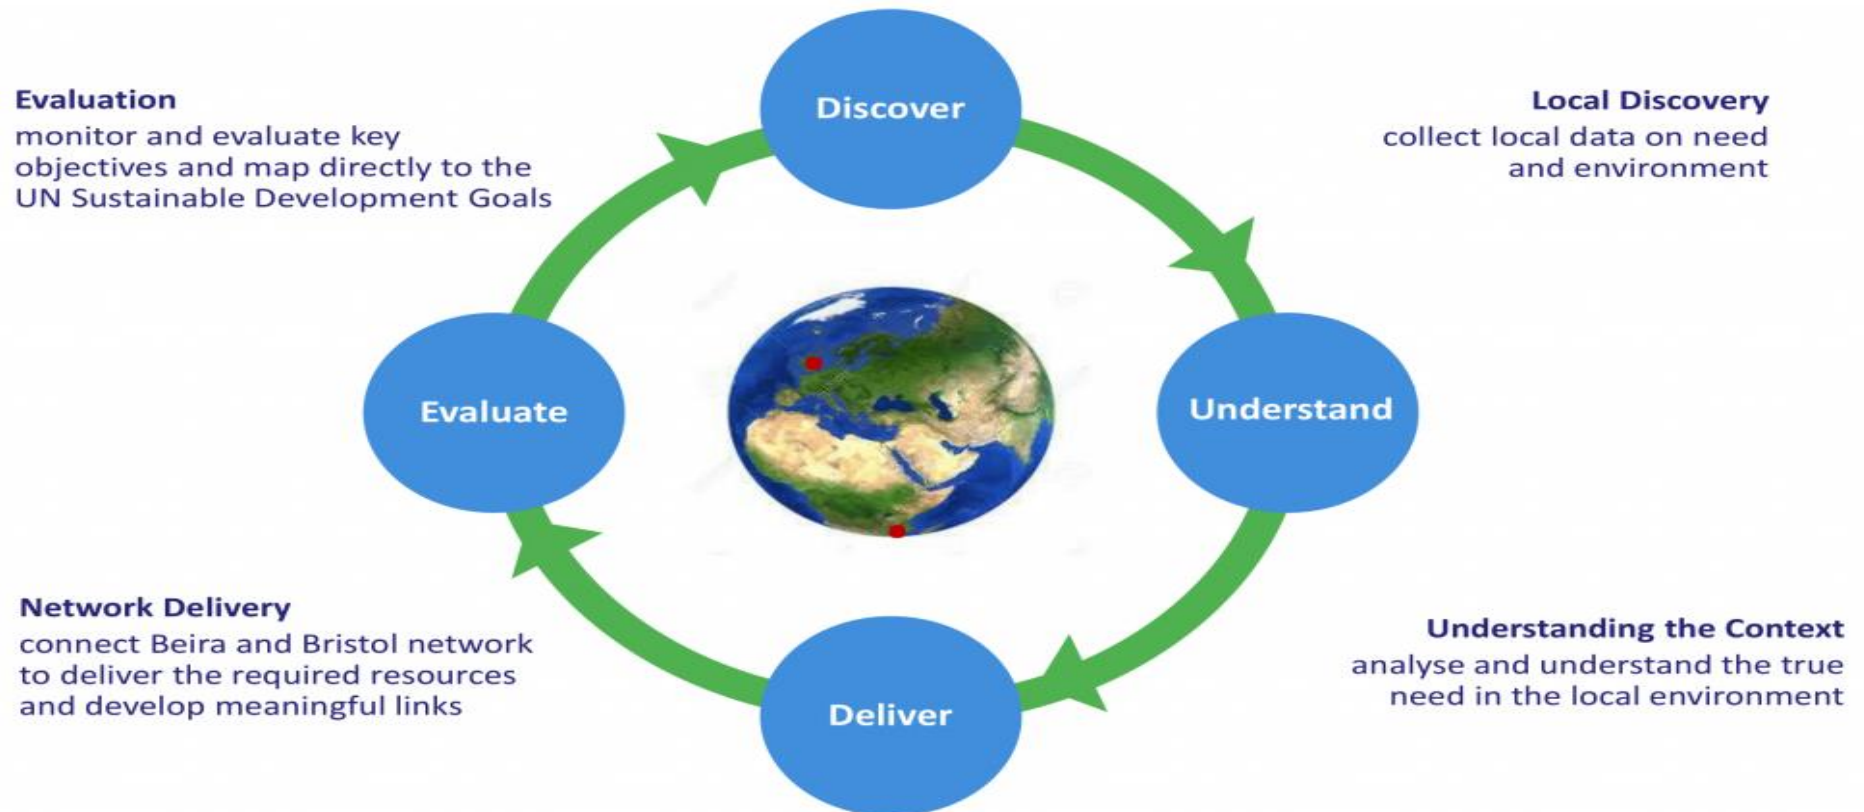 Discover
Evaluation
monitor and evaluate key
objectives and map directly to the
UN Sustainable Development Goals
Local Discovery
collect local data on need
and environment
Evaluate
Understand
Network Delivery
connect Beira and Bristol network
to deliver the required resources
and develop meaningful links
Understanding the Context
analyse and understand the true
need in the local environment
Deliver